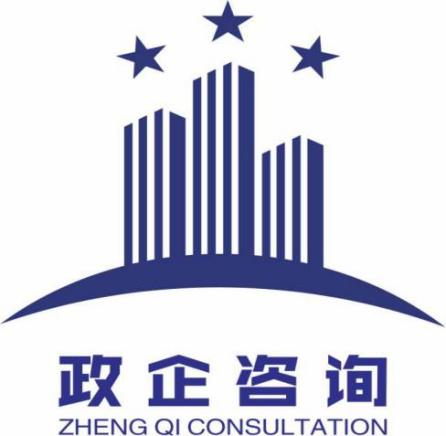 政企咨询
ZHENG QI CONSULTATION